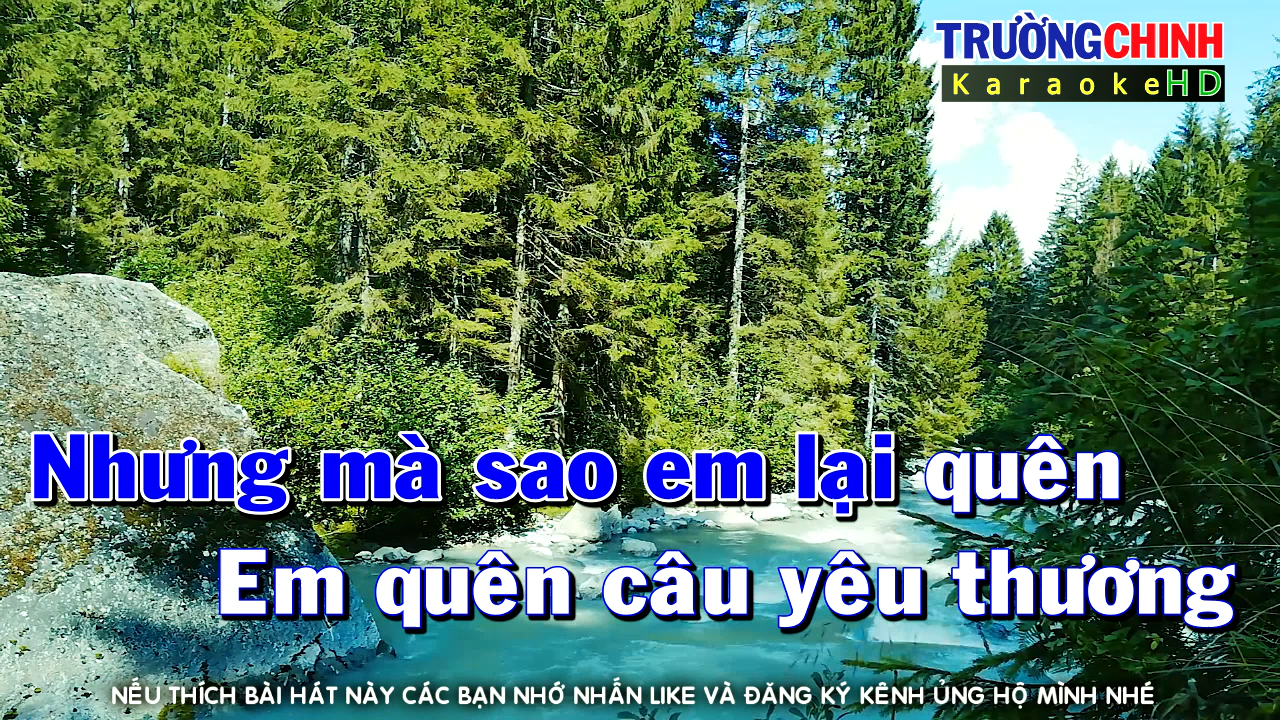 TRƯỜNGCHINH
KaraokeHD
Nhưng mà sao em lại quên
Em quên câu yêu thương
NẾU THÍCH BÀI HÁT NÀY CÁC BẠN NHỚ NHẤN LIKE VÀ ĐĂNG KÝ KÊNH ỦNG HỘ MÌNH NHÉ